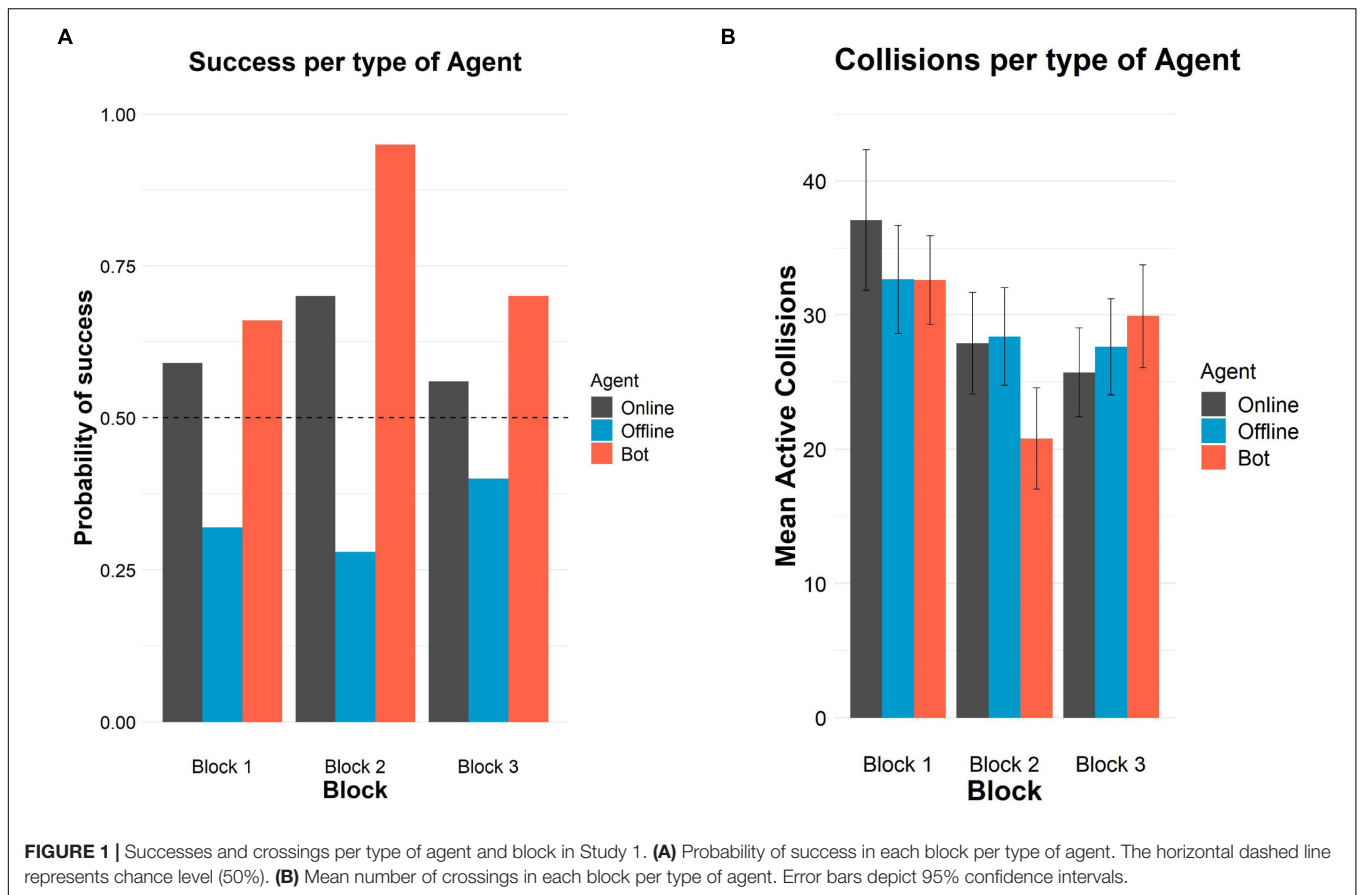 A
Success per type of Agent
1.00
0.75
0.50
0.25
0.00
Probability of success
Block 1
Block 2
Block 3
Block
Agent
Online
Offline
Bot
B
Collisions per type of Agent
40
30
20
10
0
Mean Active Collisions
Block 1
Block 2
Block 3
Block
Agent
Online
Offline
Bot
FIGURE 1 | Successes and crossings per type of agent and block in Study 1. (A) Probability of success in each block per type of agent. The horizontal dashed line
represents chance level (50%). (B) Mean number of crossings in each block per type of agent. Error bars depict 95% confidence intervals.